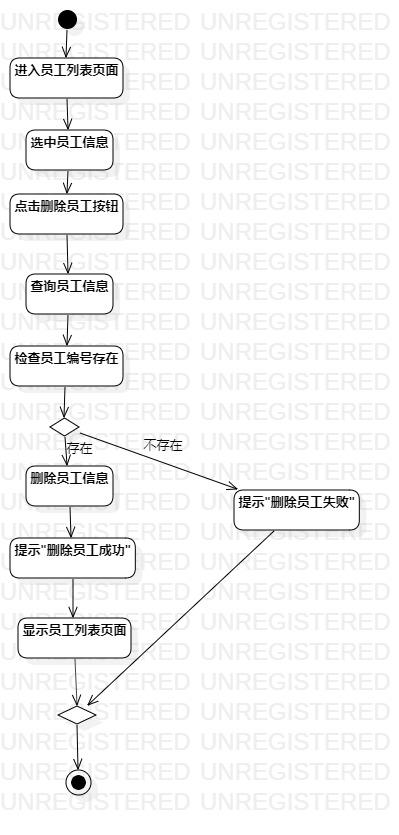 进入员工列表页面
选中员工信息
点击删除员工按钮
查询员工信息
检查员工编号存在
存在
不存在
删除员工信息
提示"删除员工失败"
提示"删除员工成功"
显示员工列表页面
UNREGISTERED